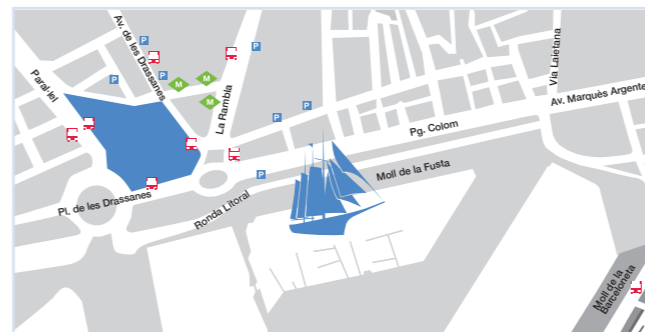 Av. de les Drassanes
Paral·lel
La Rambla
Via Laietana
Av. Marquès Argente
Pg. Colom
Moll de la Fusta
Pl. de les Drassanes
Ronda Litoral
Moll de la
Barceloneta
P
P
P
P
P
P
P
P
M
M
M